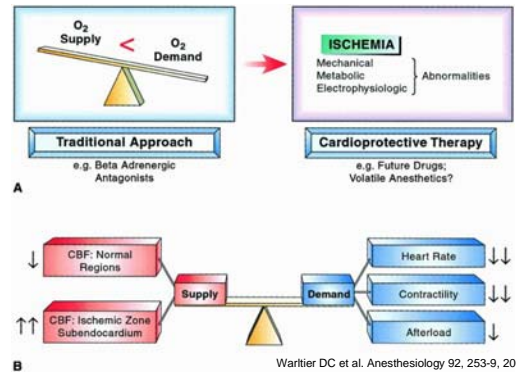 O2
Supply
<
O2
Demand
ISCHEMIA
Mechanical
Metabolic
Electrophysiologic
Abnormalities
Traditional Approach
Cardioprotective Therapy
e.g. Beta Adrenergic
Antagonists
e.g. Future Drugs;
Volatile Anesthetics?
A
↓
CBF: Normal
Regions
Heart Rate
↓↓
Supply
Demand
Contractility
↓↓
↑↑
CBF: Ischemic Zone
Subendocardium
Afterload
↓
B
Warltier DC et al. Anesthesiology 92, 253-9, 20